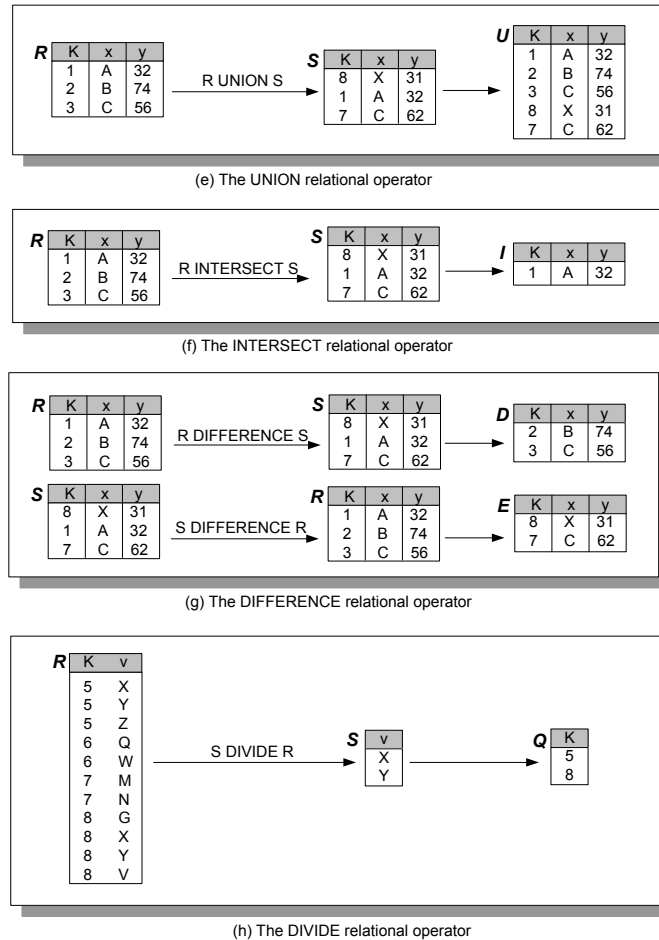 R
K x y
1 A 32
2 B 74
3 C 56
R UNION S
S
K x y
8 X 31
1 A 32
7 C 62
U
K x y
1 A 32
2 B 74
3 C 56
8 X 31
7 C 62
(e) The UNION relational operator
R
K x y
1 A 32
2 B 74
3 C 56
R INTERSECT S
S
K x y
8 X 31
1 A 32
7 C 62
I
K x y
1 A 32
(f) The INTERSECT relational operator
R
K x y
1 A 32
2 B 74
3 C 56
R DIFFERENCE S
S
K x y
8 X 31
1 A 32
7 C 62
D
K x y
2 B 74
3 C 56
S
K x y
8 X 31
1 A 32
7 C 62
S DIFFERENCE R
R
K x y
1 A 32
2 B 74
3 C 56
E
K x y
8 X 31
7 C 62
(g) The DIFFERENCE relational operator
R
K v
5 X
5 Y
5 Z
6 Q
6 W
7 M
7 N
8 G
8 X
8 Y
8 V
S DIVIDE R
S
v
X
Y
Q
K
5
8
(h) The DIVIDE relational operator